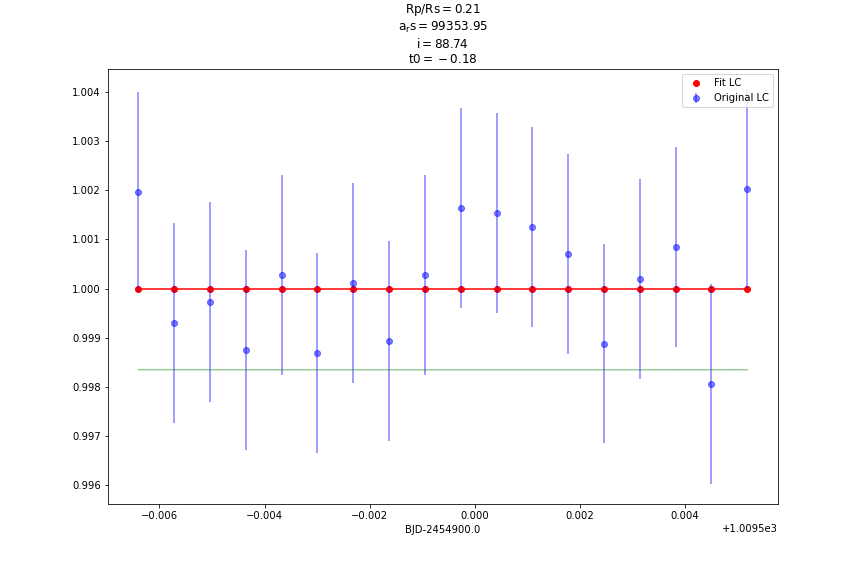 Rp/Rs = 0.21
aᵣs = 99353.95
i = 88.74
t0 = −0.18
Fit LC
Original LC
1.004
1.003
1.002
1.001
1.000
0.999
0.998
0.997
0.996
−0.006 −0.004 −0.002 0.000 0.002 0.004
BJD-2454900.0 +1.0095e3